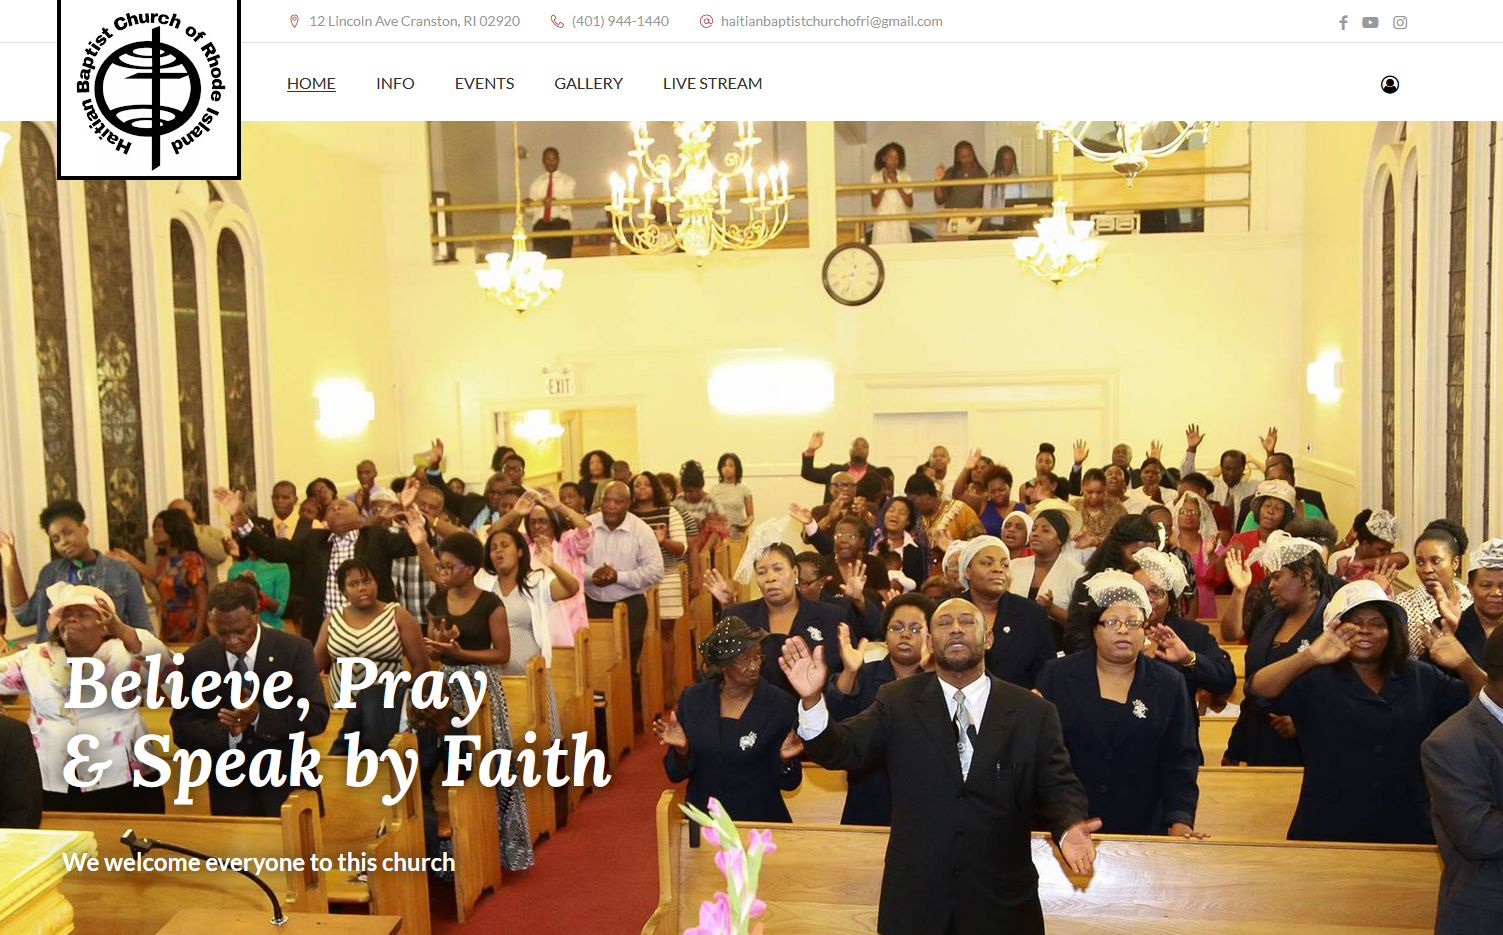 Haitian Baptist Church of Rhode Island
12 Lincoln Ave Cranston, RI 02920
(401) 944-1440
haitianbaptistchurchofri@gmail.com
HOME
INFO
EVENTS
GALLERY
LIVE STREAM
EXIT
Believe, Pray
& Speak by Faith
We welcome everyone to this church